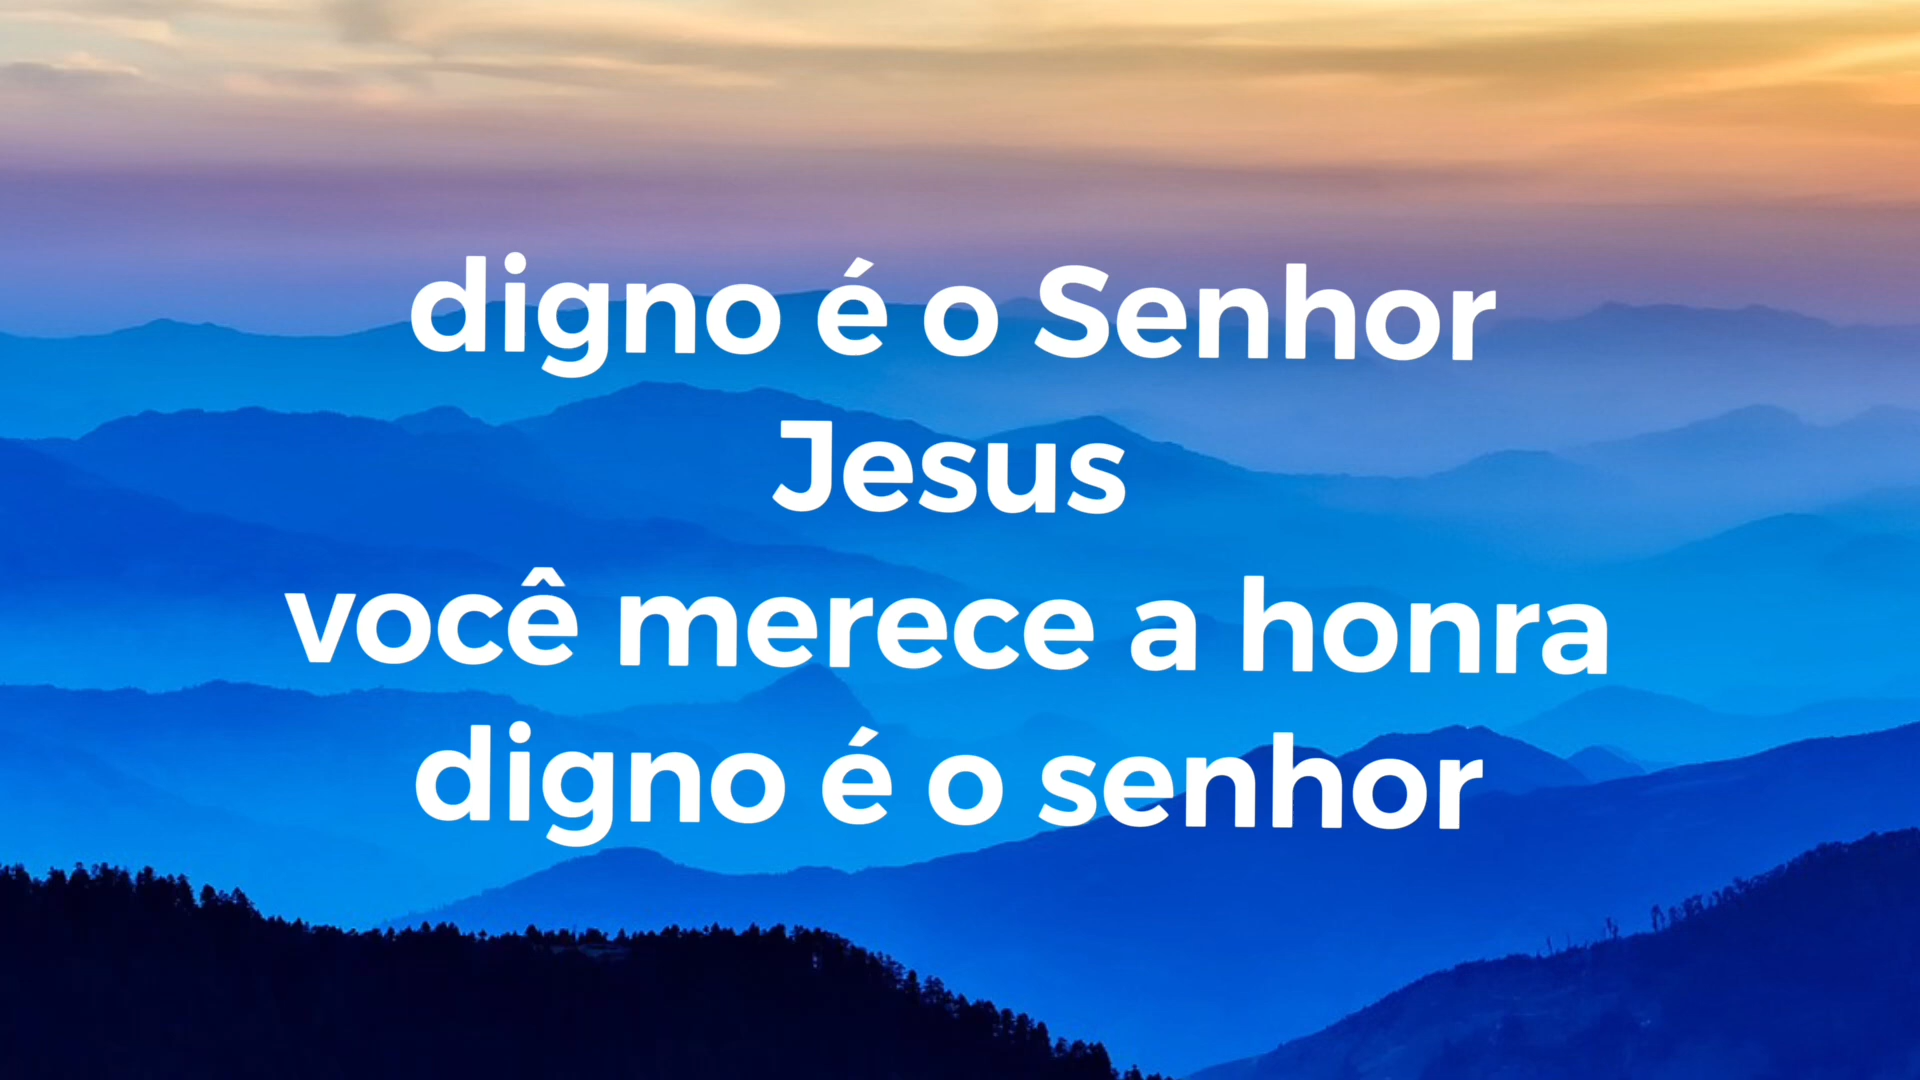 digno é o Senhor
Jesus
você merece a honra
digno é o senhor